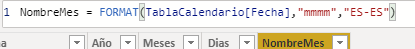 1 NombreMes = FORMAT(TablaCalendario[Fecha],"mmmm","ES-ES")
Año Meses Dias NombreMes